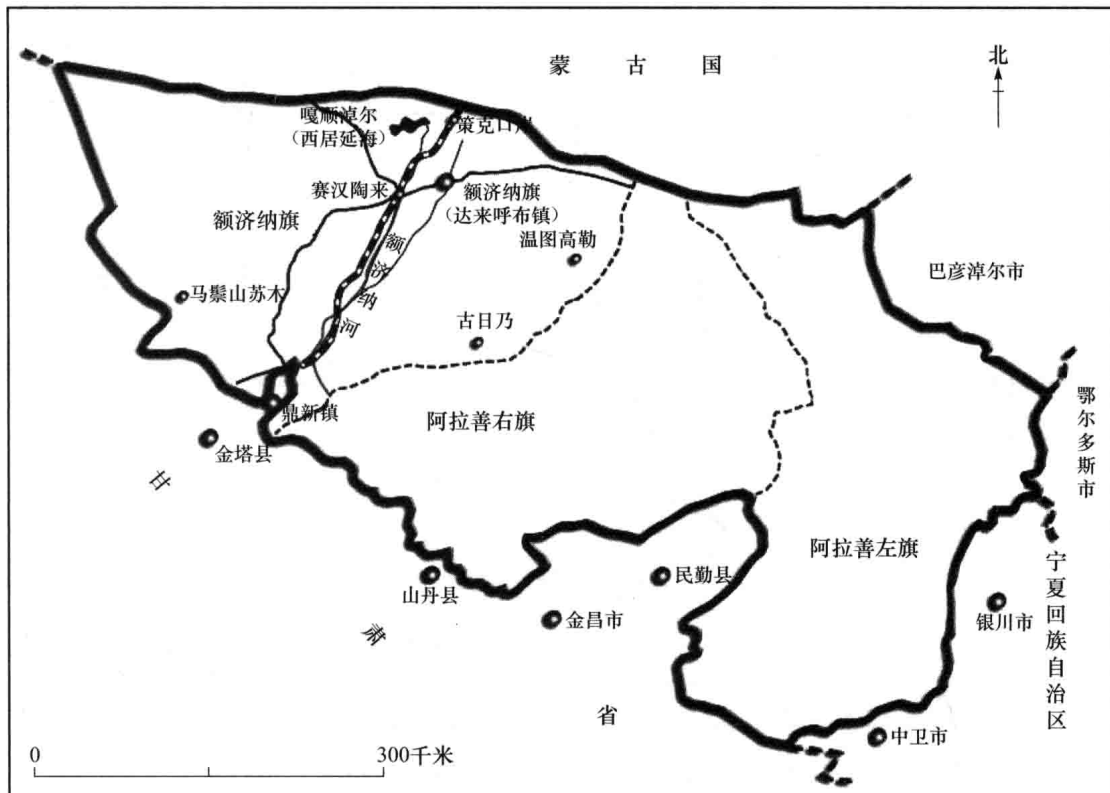 蒙古国
北
嘎顺淖尔
（西居延海）
策克口岸
赛汉陶来
额济纳旗
（达来呼布镇）
额济纳旗
温图高勒
巴彦淖尔市
额济纳河
马鬃山苏木
古日乃
鼎新镇
阿拉善右旗
鄂尔多斯市
金塔县
甘肃省
阿拉善左旗
山丹县
民勤县
宁夏回族自治区
金昌市
银川市
中卫市
0
300千米